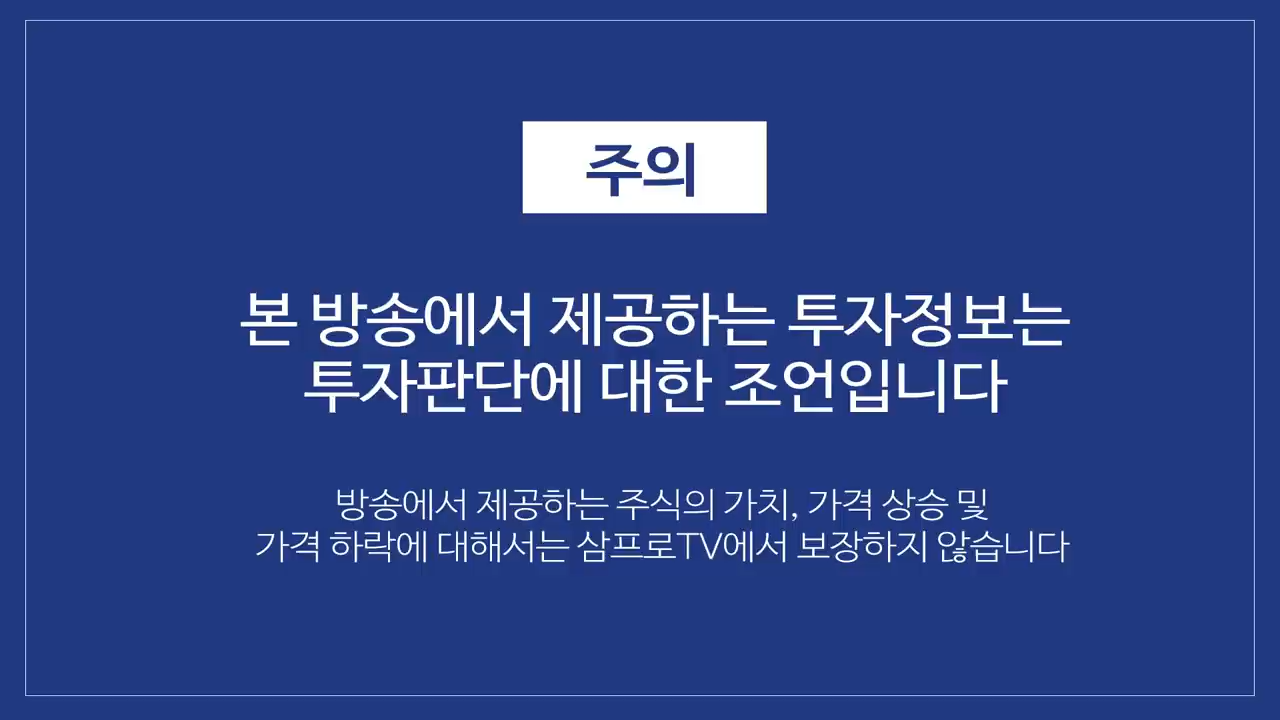 주의
본 방송에서 제공하는 투자정보는
투자판단에 대한 조언입니다
방송에서 제공하는 주식의 가치, 가격 상승 및
가격 하락에 대해서는 삼프로TV에서 보장하지 않습니다